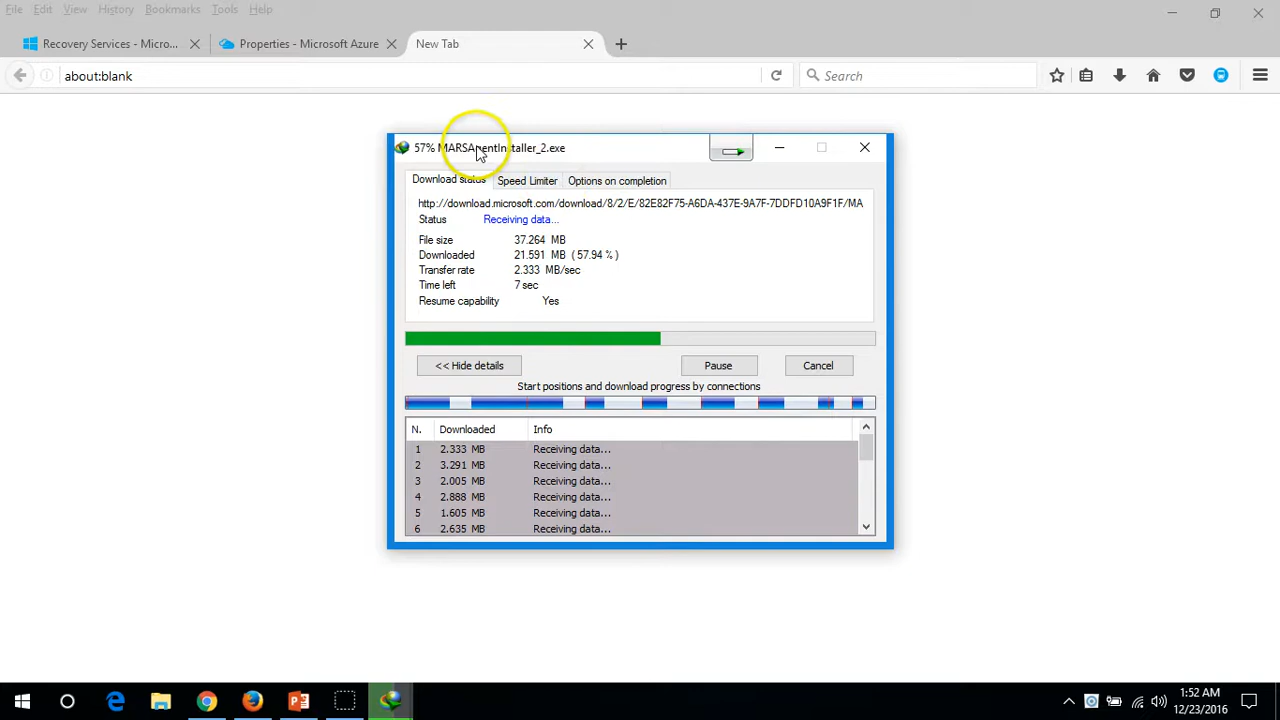 File Edit View History Bookmarks Tools Help
Recovery Services - Micro...
Properties - Microsoft Azure
New Tab
about:blank
Search
57% MARSAgentInstaller_2.exe
Download status
Speed Limiter
Options on completion
http://download.microsoft.com/download/8/2/E/82E82F75-A6DA-437E-9A7F-7DDFD10A9F1F/MA
Status Receiving data...
File size 37.264 MB
Downloaded 21.591 MB ( 57.94 % )
Transfer rate 2.333 MB/sec
Time left 7 sec
Resume capability Yes
<< Hide details
Pause
Cancel
Start positions and download progress by connections
N. Downloaded Info
1 2.333 MB Receiving data...
2 3.291 MB Receiving data...
3 2.005 MB Receiving data...
4 2.888 MB Receiving data...
5 1.605 MB Receiving data...
6 2.635 MB Receiving data...
1:52 AM
12/23/2016